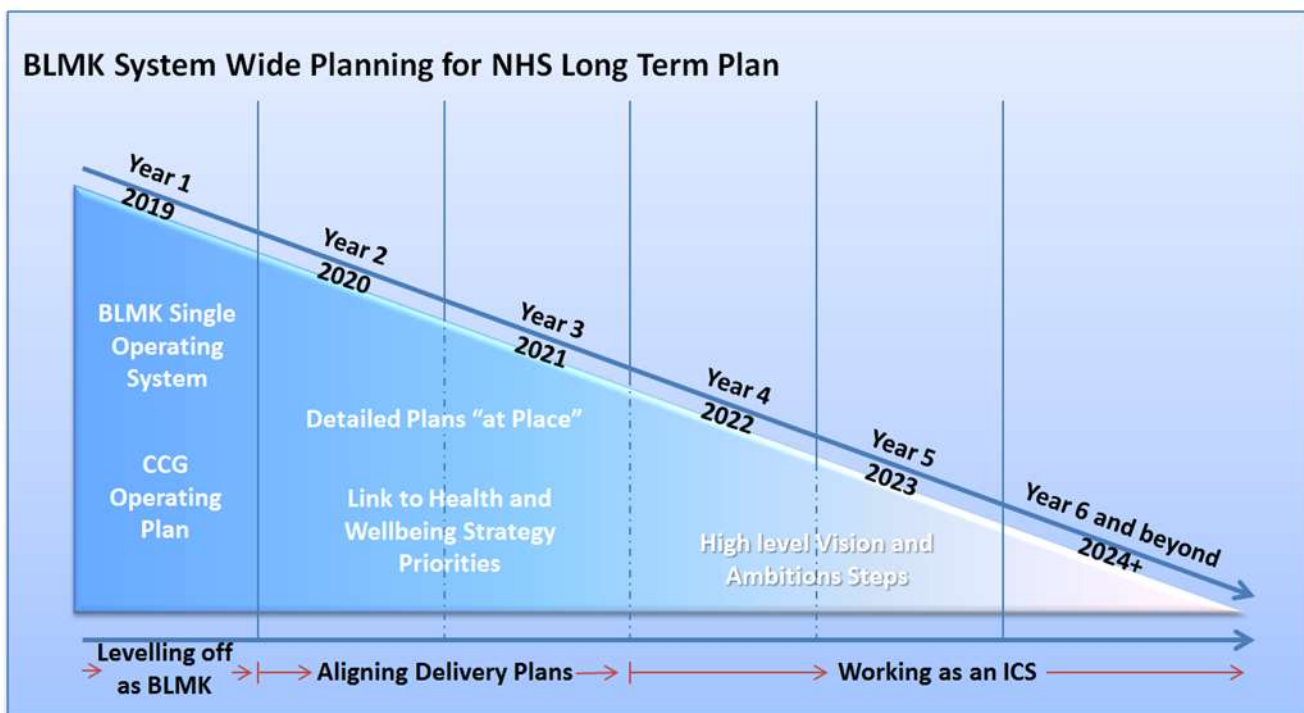 BLMK System Wide Planning for NHS Long Term Plan
Year 1
2019
Year 2
2020
Year 3
2021
Year 4
2022
Year 5
2023
Year 6 and beyond
2024+
BLMK Single
Operating
System
CCG
Operating
Plan
Detailed Plans “at Place”
Link to Health and
Wellbeing Strategy
Priorities
High level Vision and
Ambitions Steps
Levelling off
as BLMK
Aligning Delivery Plans
Working as an ICS